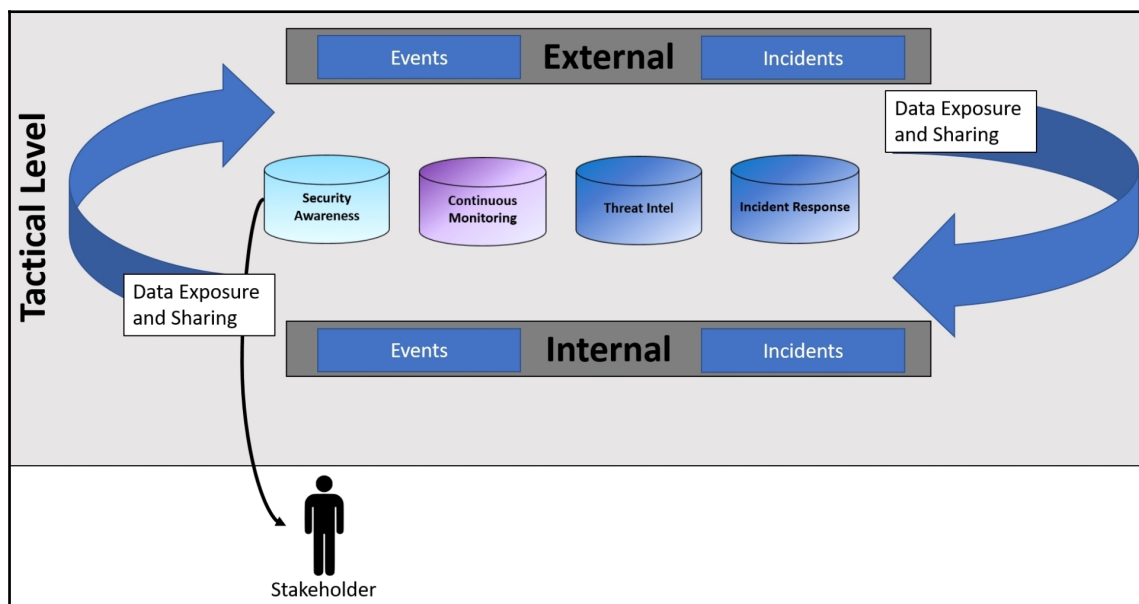 Tactical Level
Events
External
Incidents
Data Exposure
and Sharing
Security
Awareness
Continuous
Monitoring
Threat Intel
Incident Response
Data Exposure
and Sharing
Events
Internal
Incidents
Stakeholder